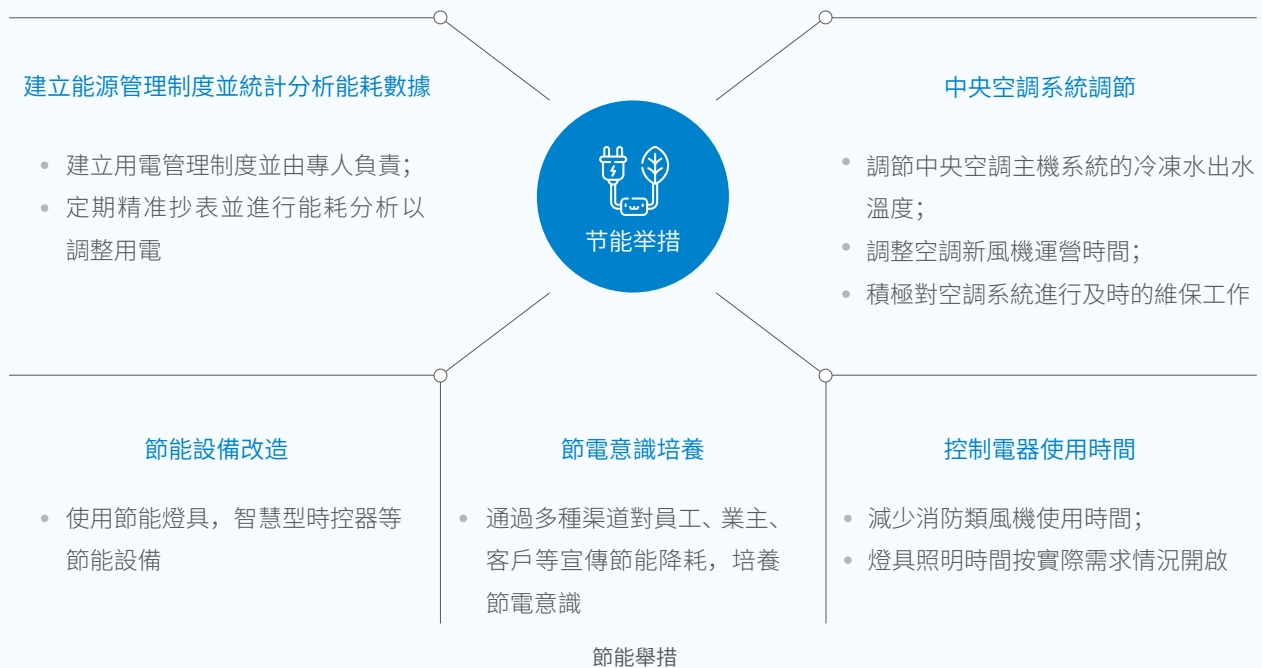 建立能源管理制度並統計分析能耗數據
建立用電管理制度並由專人負責；
定期精准抄表並進行能耗分析以
調整用電
节能举措
中央空調系統調節
調節中央空調主機系統的冷凍水出水
溫度；
調整空調新風機運營時間；
積極對空調系統進行及時的維保工作
節能設備改造
使用節能燈具，智慧型時控器等
節能設備
節電意識培養
通過多種渠道對員工、業主、
客戶等宣傳節能降耗，培養
節電意識
控制電器使用時間
減少消防類風機使用時間；
燈具照明時間按實際需求情況開啟
節能舉措